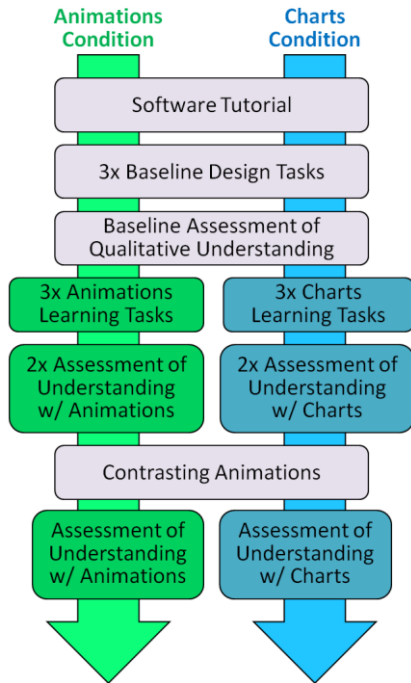 Animations
Condition
Charts
Condition
Software Tutorial
3x Baseline Design Tasks
Baseline Assessment of
Qualitative Understanding
3x Animations
Learning Tasks
3x Charts
Learning Tasks
2x Assessment of
Understanding
w/ Animations
2x Assessment of
Understanding
w/ Charts
Contrasting Animations
Assessment of
Understanding
w/ Animations
Assessment of
Understanding
w/ Charts